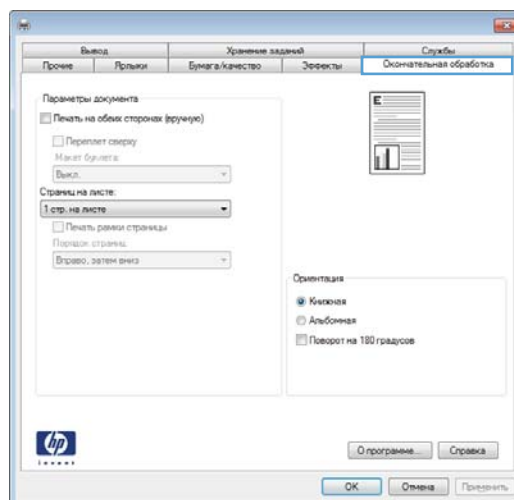 Вывод
Хранение заданий
Службы
Прочие
Ярлыки
Бумага/качество
Эффекты
Окончательная обработка
Параметры документа
Печать на обеих сторонах (вручную)
Переплет сверху
Макет буклета:
Выкл.
Страниц на листе:
1 стр. на листе
Печать рамки страницы
Порядок страниц:
Вправо, затем вниз
E
Ориентация
Книжная
Альбомная
Поворот на 180 градусов
hp
invent
О программе...
Справка
OK
Отмена
Применить